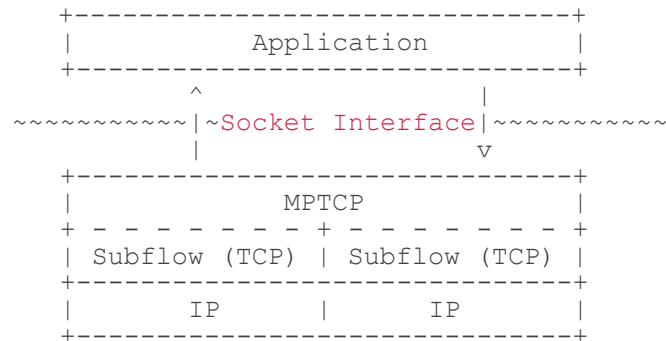 Application
Socket Interface
MPTCP
Subflow (TCP) | Subflow (TCP)
IP | IP